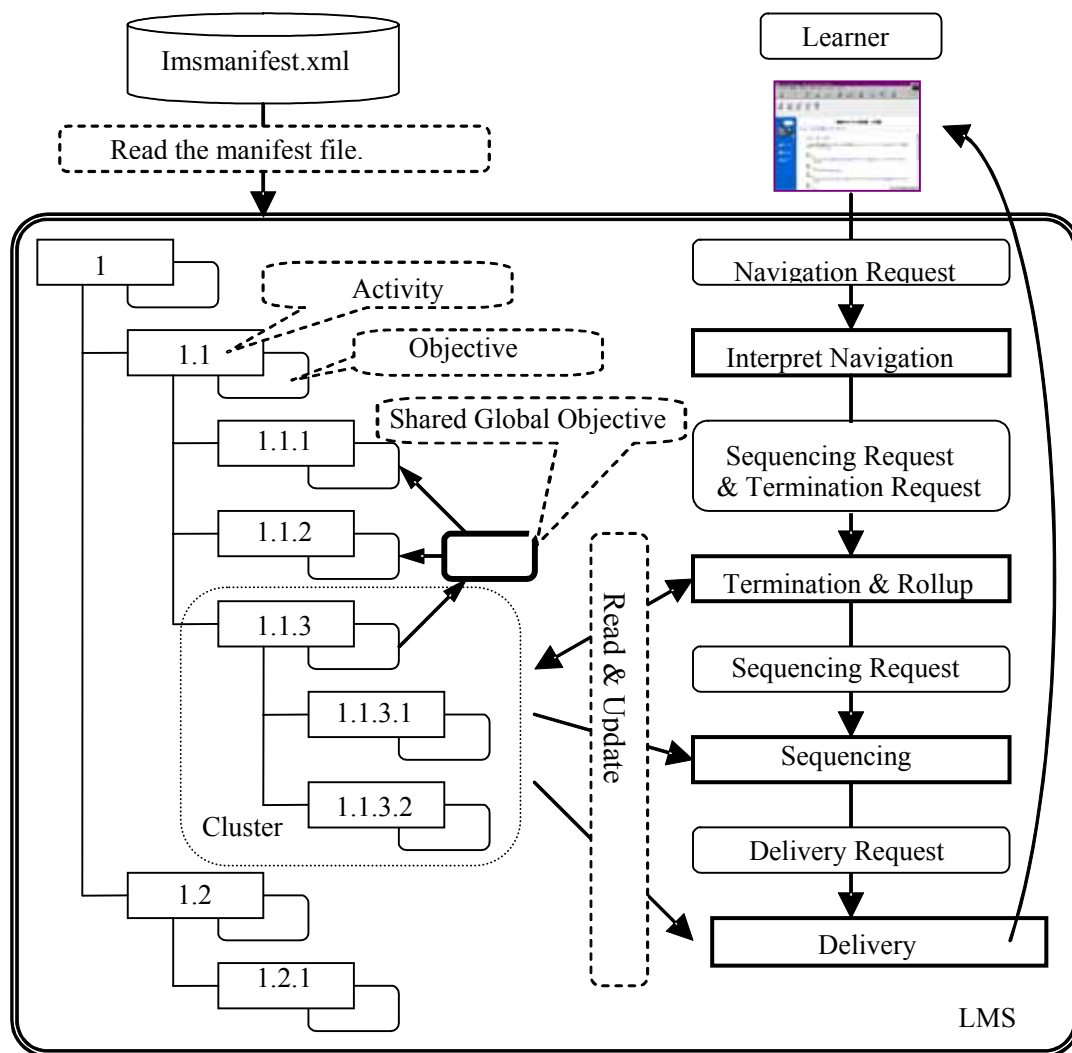 Imsmanifest.xml
Learner
Read the manifest file.
1
Activity
1.1
Objective
Shared Global Objective
1.1.1
1.1.2
1.1.3
1.1.3.1
1.1.3.2
Cluster
1.2
1.2.1
Read & Update
Navigation Request
Interpret Navigation
Sequencing Request
& Termination Request
Termination & Rollup
Sequencing Request
Sequencing
Delivery Request
Delivery
LMS